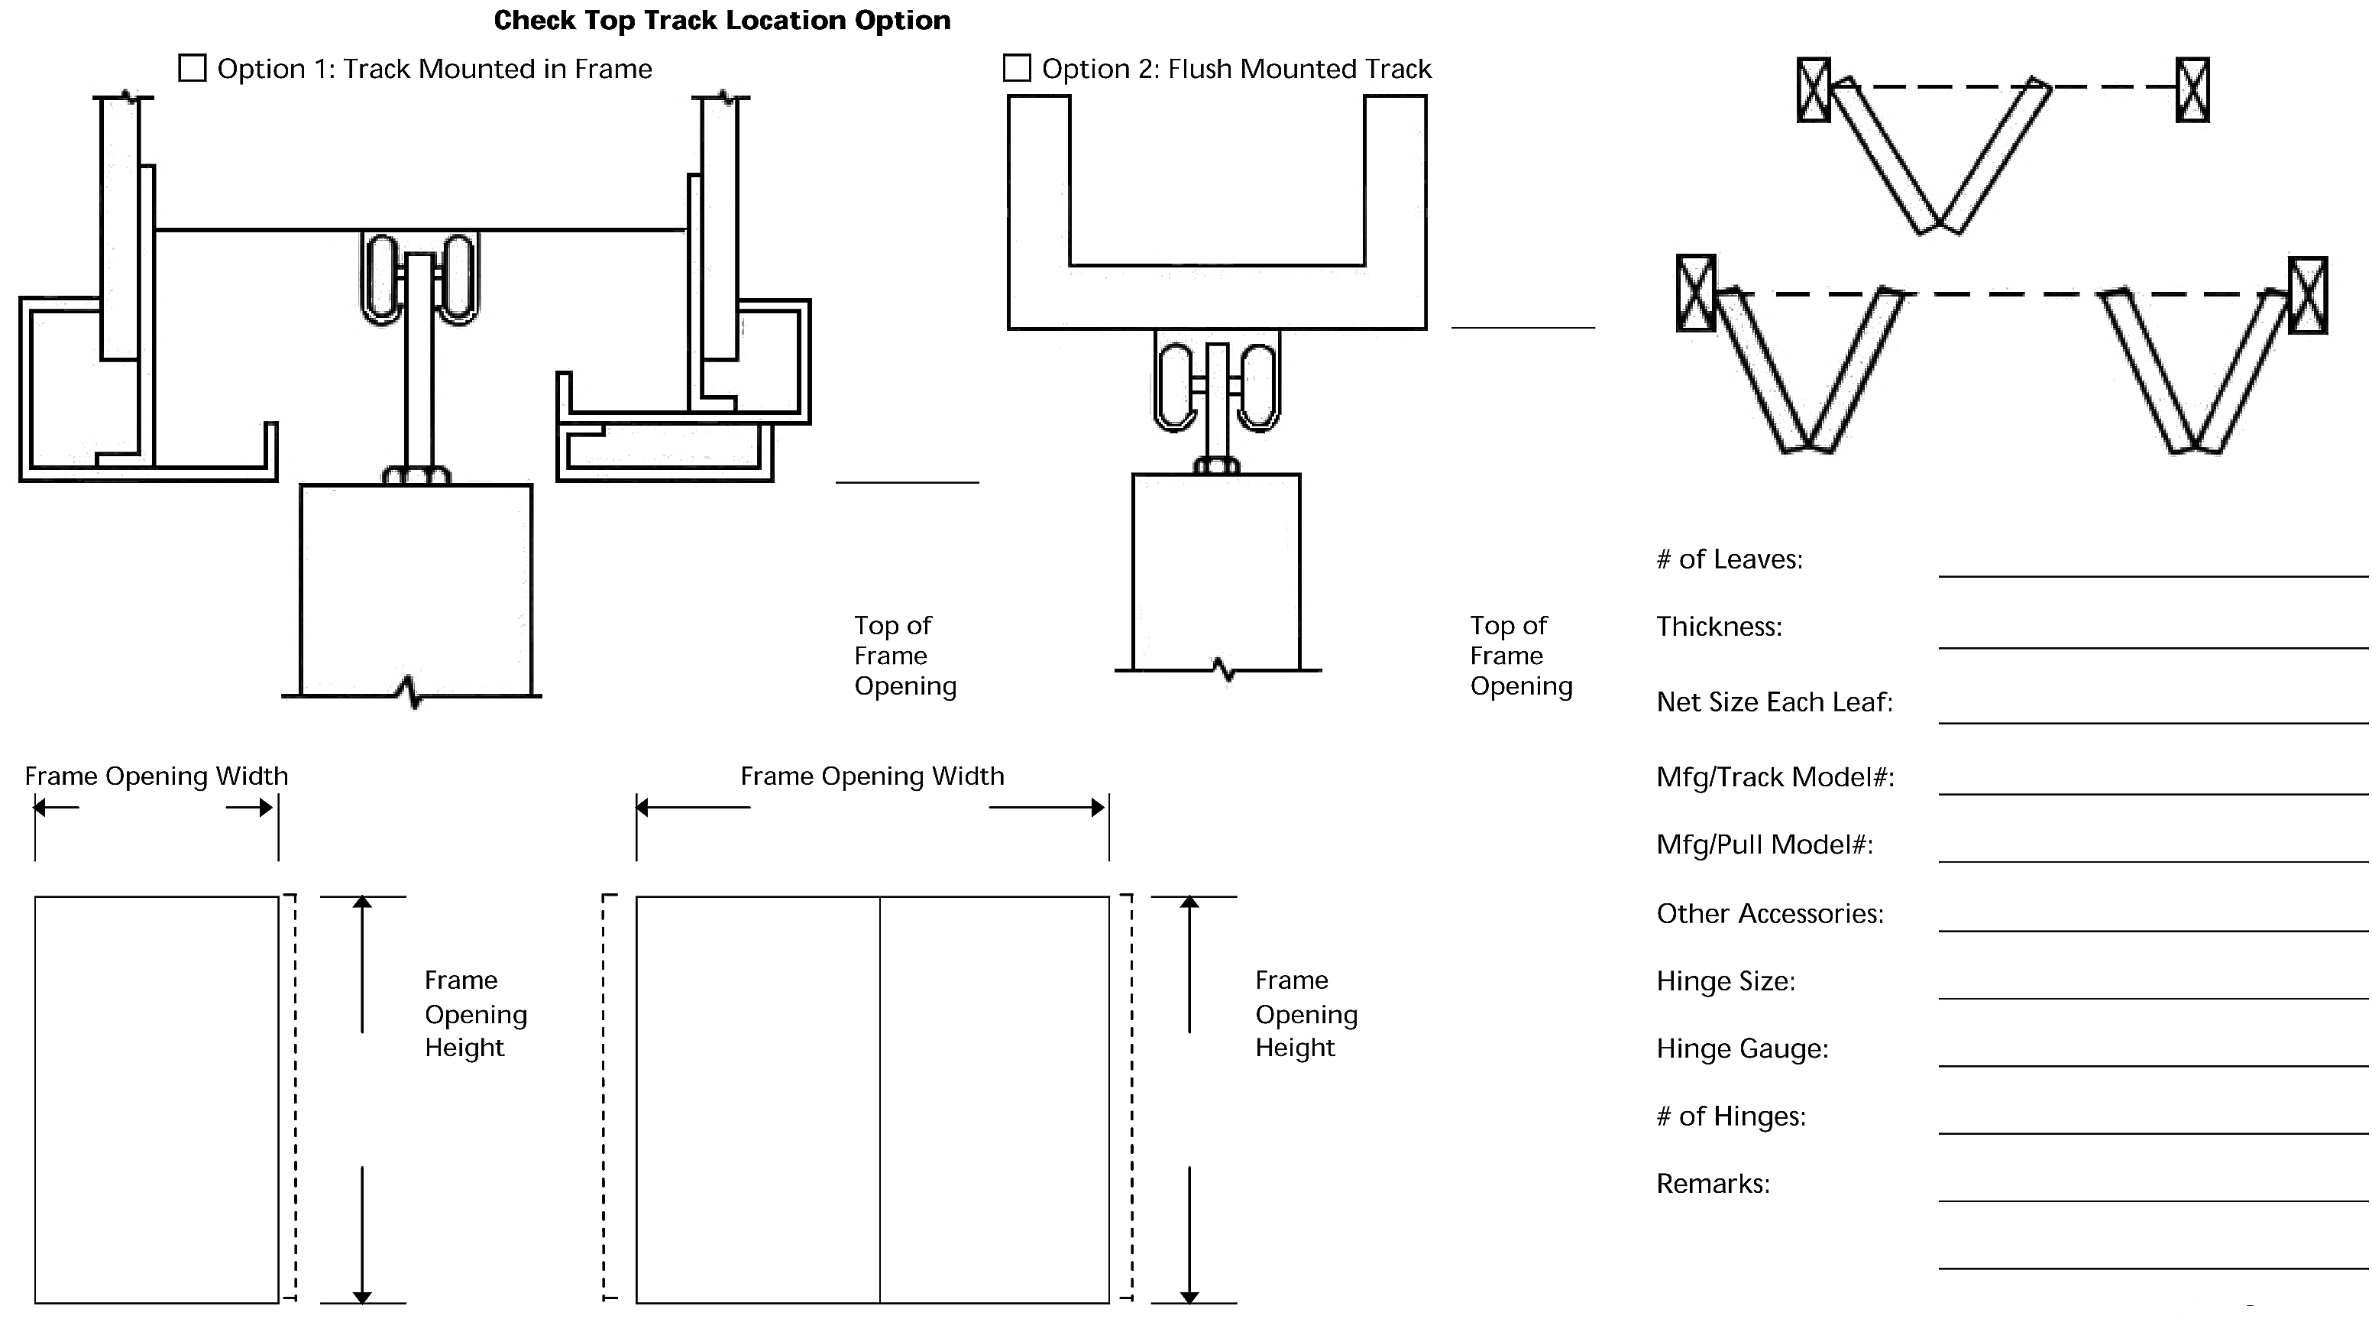 Check Top Track Location Option
Option 1: Track Mounted in Frame
Option 2: Flush Mounted Track
Top of
Frame
Opening
Top of
Frame
Opening
Frame Opening Width
Frame Opening Width
Frame
Opening
Height
Frame
Opening
Height
# of Leaves:
Thickness:
Net Size Each Leaf:
Mfg/Track Model#:
Mfg/Pull Model#:
Other Accessories:
Hinge Size:
Hinge Gauge:
# of Hinges:
Remarks: